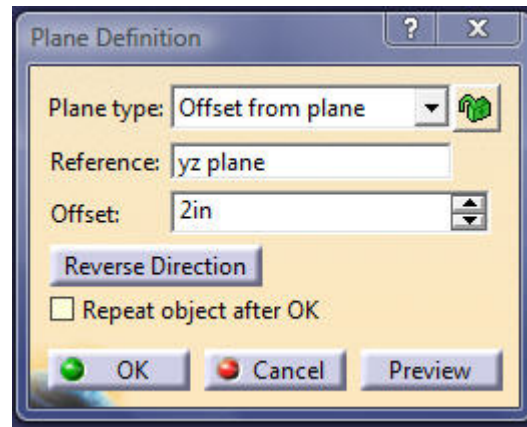 Plane Definition ? X
Plane type: Offset from plane
Reference: yz plane
Offset: 2in
Reverse Direction
Repeat object after OK
OK Cancel Preview